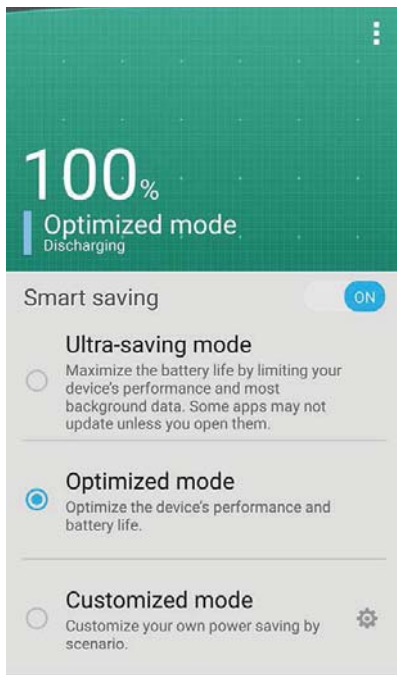 100%
Optimized mode
Discharging
Smart saving
ON
Ultra-saving mode
Maximize the battery life by limiting your
device's performance and most
background data. Some apps may not
update unless you open them.
Optimized mode
Optimize the device's performance and
battery life.
Customized mode
Customize your own power saving by
scenario.